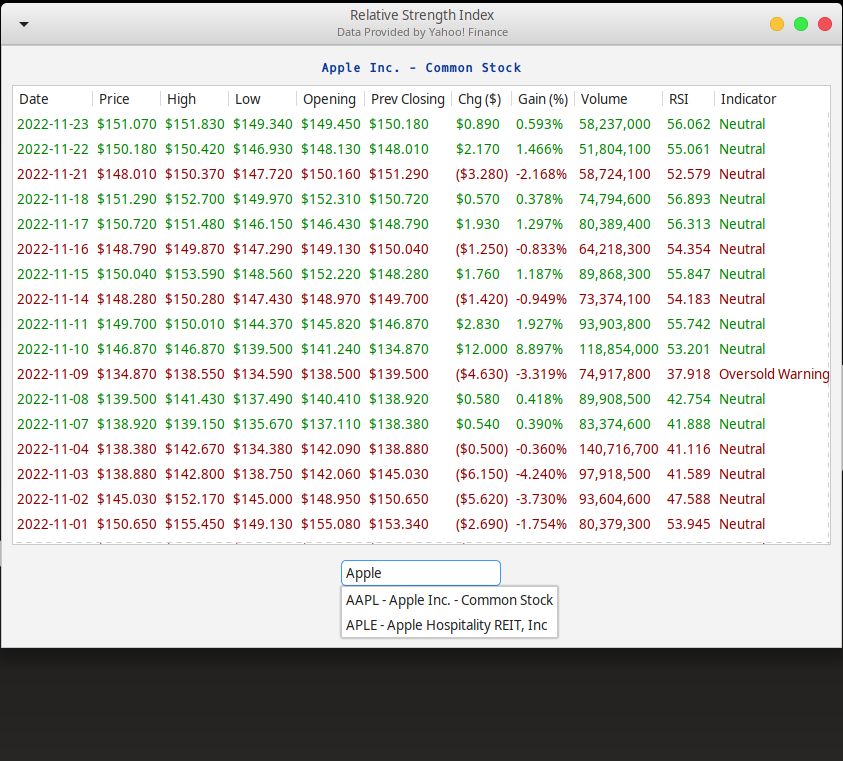 Relative Strength Index
Data Provided by Yahoo! Finance
Apple Inc. - Common Stock
Date Price High Low Opening Prev Closing Chg ($) Gain (%) Volume RSI Indicator
2022-11-23 $151.070 $151.830 $149.340 $149.450 $150.180 $0.890 0.593% 58,237,000 56.062 Neutral
2022-11-22 $150.180 $150.420 $146.930 $148.130 $148.010 $2.170 1.466% 51,804,100 55.061 Neutral
2022-11-21 $148.010 $150.370 $147.720 $150.160 $151.290 ($3.280) -2.168% 58,724,100 52.579 Neutral
2022-11-18 $151.290 $152.700 $149.970 $152.310 $150.720 $0.570 0.378% 74,794,600 56.893 Neutral
2022-11-17 $150.720 $151.480 $146.150 $146.430 $148.790 $1.930 1.297% 80,389,400 56.313 Neutral
2022-11-16 $148.790 $149.870 $147.290 $149.130 $150.040 ($1.250) -0.833% 64,218,300 54.354 Neutral
2022-11-15 $150.040 $153.590 $148.560 $152.220 $148.280 $1.760 1.187% 89,868,300 55.847 Neutral
2022-11-14 $148.280 $150.280 $147.430 $148.970 $149.700 ($1.420) -0.949% 73,374,100 54.183 Neutral
2022-11-11 $149.700 $150.010 $144.370 $145.820 $146.870 $2.830 1.927% 93,903,800 55.742 Neutral
2022-11-10 $146.870 $146.870 $139.500 $141.240 $134.870 $12.000 8.897% 118,854,000 53.201 Neutral
2022-11-09 $134.870 $138.550 $134.590 $138.500 $139.500 ($4.630) -3.319% 74,917,800 37.918 Oversold Warning
2022-11-08 $139.500 $141.430 $137.490 $140.410 $138.920 $0.580 0.418% 89,908,500 42.754 Neutral
2022-11-07 $138.920 $139.150 $135.670 $137.110 $138.380 $0.540 0.390% 83,374,600 41.888 Neutral
2022-11-04 $138.380 $142.670 $134.380 $142.090 $138.880 ($0.500) -0.360% 140,716,700 41.116 Neutral
2022-11-03 $138.880 $142.800 $138.750 $142.060 $145.030 ($6.150) -4.240% 97,918,500 41.589 Neutral
2022-11-02 $145.030 $152.170 $145.000 $148.950 $150.650 ($5.620) -3.730% 93,604,600 47.588 Neutral
2022-11-01 $150.650 $155.450 $149.130 $155.080 $153.340 ($2.690) -1.754% 80,379,300 53.945 Neutral
Apple
AAPL - Apple Inc. - Common Stock
APLE - Apple Hospitality REIT, Inc